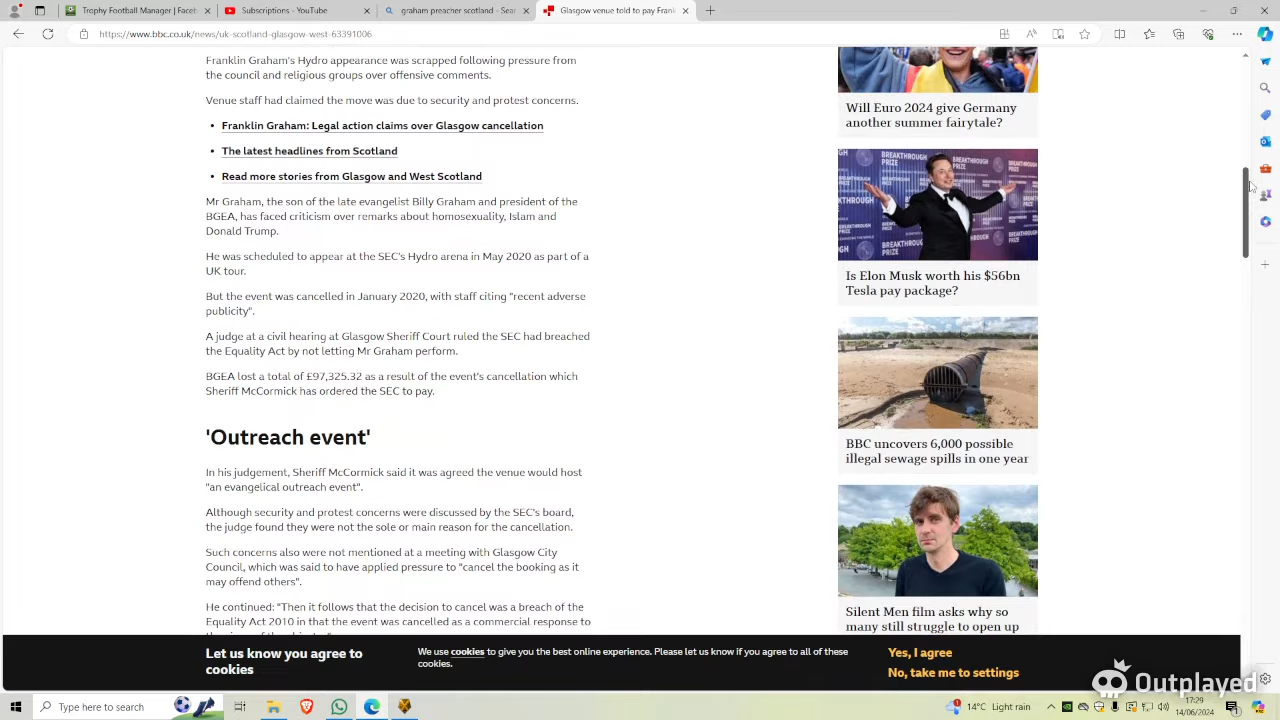 Trophy Football Manager | Faceb
Subscriptions - YouTube
graham preacher scotland - Sear
Glasgow venue told to pay Frank
https://www.bbc.co.uk/news/uk-scotland-glasgow-west-63391006
the council and religious groups over offensive comments.
Venue staff had claimed the move was due to security and protest concerns.
• Franklin Graham: Legal action claims over Glasgow cancellation
• The latest headlines from Scotland
• Read more from Glasgow and West Scotland
Mr Graham, the son of the late evangelist Billy Graham and president of the
BGEA, has faced criticism over remarks about homosexuality, Islam and
Donald Trump.
He was scheduled to appear at the SEC's Hydro arena in May 2020 as part of a
UK tour.
But the event was cancelled in January 2020, with staff citing "recent adverse
publicity".
A judge at a civil hearing at Glasgow Sheriff Court ruled the SEC had breached
the Equality Act by not letting Mr Graham perform.
BGEA lost a total of £97,325.32 as a result of the event's cancellation which
Sheriff McCormick has ordered the SEC to pay.
'Outreach event'
In his judgement, Sheriff McCormick said it was agreed the venue would host
"an evangelical outreach event".
Although security and protest concerns were discussed by the SEC's board,
the judge found they were not the sole or main reason for the cancellation.
Such concerns also were not mentioned at a meeting with Glasgow City
Council, which was said to have applied pressure to "cancel the booking as it
may offend others".
He continued: "Then it follows that the decision to cancel was a breach of the
Equality Act 2010 in that the event was cancelled as a commercial response to
Will Euro 2024 give Germany
another summer fairytale?
BREAKTHROUGH
PRIZE
Is Elon Musk worth his $56bn
Tesla pay package?
BBC uncovers 6,000 possible
illegal sewage spills in one year
Silent Men film asks why so
many still struggle to open up
Let us know you agree to
cookies
We use cookies to give you the best online experience. Please let us know if you agree to all of these
cookies.
Yes, I agree
No, take me to settings
Outplayed
Type here to search
14°C Light rain
17:29
14/06/2024